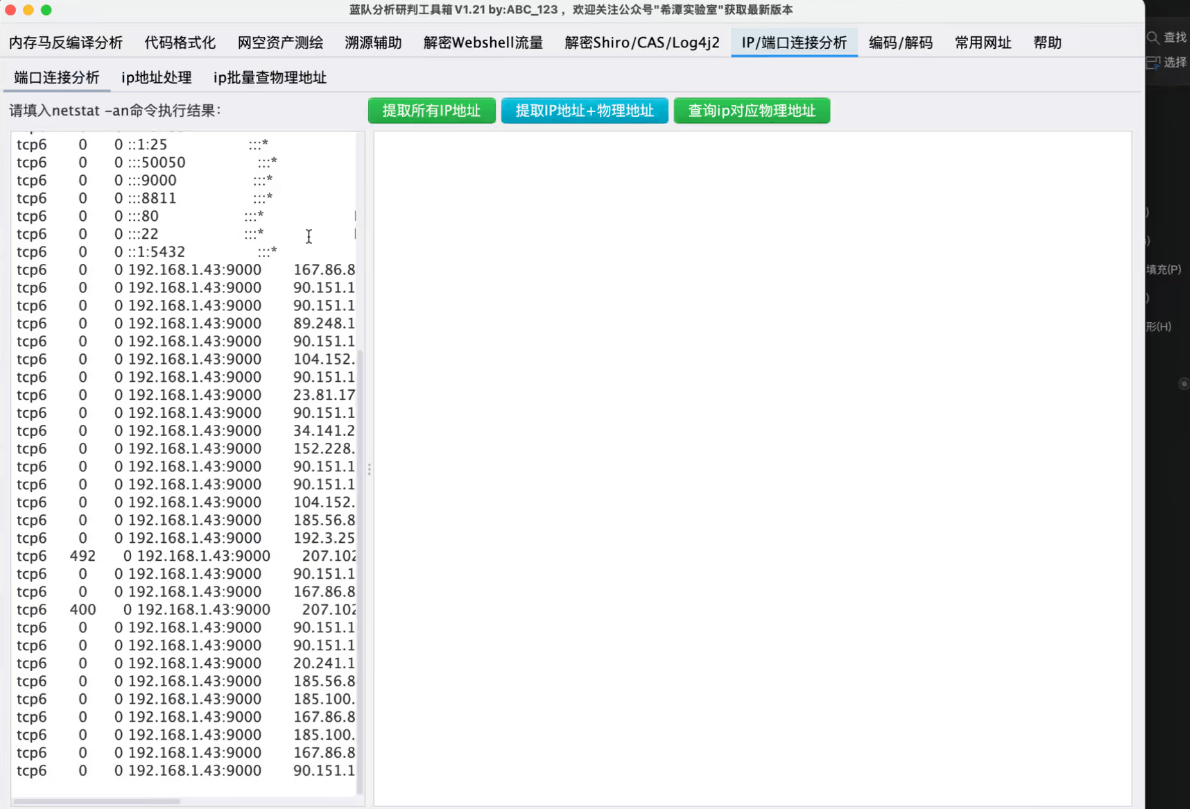 蓝队分析研判工具箱 V1.21 by:ABC_123 ，欢迎关注公众号"希潭实验室"获取最新版本
内存马反编译分析 代码格式化 网空资产测绘 溯源辅助 解密Webshell流量 解密Shiro/CAS/Log4j2 IP/端口连接分析 编码/解码 常用网址 帮助
查找
选择
端口连接分析 ip地址处理 ip批量查物理地址
请填入netstat -an命令执行结果：
提取所有IP地址 提取IP地址+物理地址 查询ip对应物理地址
tcp6 0 0 ::1:25 :::*
tcp6 0 0 :::50050 :::*
tcp6 0 0 :::9000 :::*
tcp6 0 0 :::8811 :::*
tcp6 0 0 :::80 :::*
tcp6 0 0 :::22 :::*
tcp6 0 0 ::1:5432 :::*
tcp6 0 0 192.168.1.43:9000 167.86.8
tcp6 0 0 192.168.1.43:9000 90.151.1
tcp6 0 0 192.168.1.43:9000 90.151.1
tcp6 0 0 192.168.1.43:9000 89.248.1
tcp6 0 0 192.168.1.43:9000 90.151.1
tcp6 0 0 192.168.1.43:9000 104.152.
tcp6 0 0 192.168.1.43:9000 90.151.1
tcp6 0 0 192.168.1.43:9000 23.81.17
tcp6 0 0 192.168.1.43:9000 90.151.1
tcp6 0 0 192.168.1.43:9000 34.141.2
tcp6 0 0 192.168.1.43:9000 152.228.
tcp6 0 0 192.168.1.43:9000 90.151.1
tcp6 0 0 192.168.1.43:9000 90.151.1
tcp6 0 0 192.168.1.43:9000 104.152.
tcp6 0 0 192.168.1.43:9000 185.56.8
tcp6 0 0 192.168.1.43:9000 192.3.25
tcp6 492 0 192.168.1.43:9000 207.102
tcp6 0 0 192.168.1.43:9000 90.151.1
tcp6 0 0 192.168.1.43:9000 167.86.8
tcp6 400 0 192.168.1.43:9000 207.102
tcp6 0 0 192.168.1.43:9000 90.151.1
tcp6 0 0 192.168.1.43:9000 90.151.1
tcp6 0 0 192.168.1.43:9000 20.241.1
tcp6 0 0 192.168.1.43:9000 185.56.8
tcp6 0 0 192.168.1.43:9000 185.100.
tcp6 0 0 192.168.1.43:9000 167.86.8
tcp6 0 0 192.168.1.43:9000 185.100.
tcp6 0 0 192.168.1.43:9000 167.86.8
tcp6 0 0 192.168.1.43:9000 90.151.1
填充(P)
形(H)